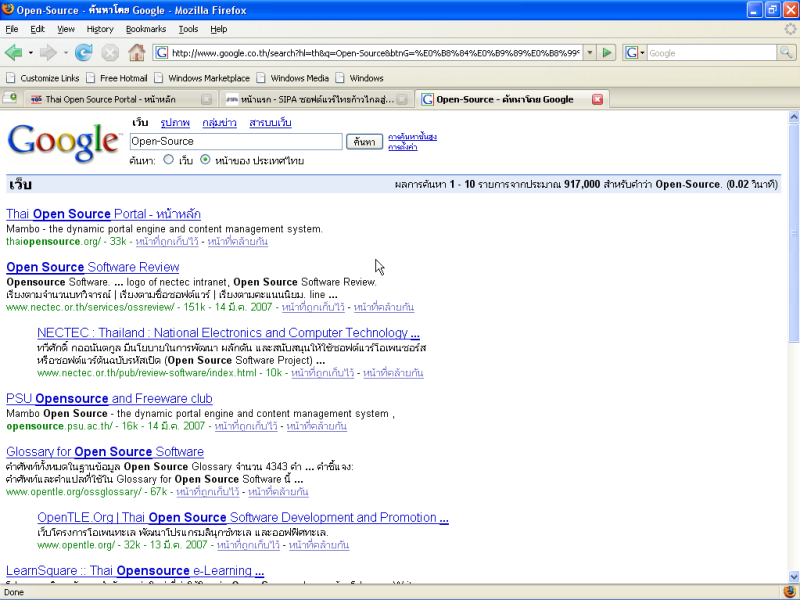 Open-Source - ค้นหาโดย Google - Mozilla Firefox
File Edit View History Bookmarks Tools Help
http://www.google.co.th/search?hl=th&q=Open-Source&btnG=%E0%B8%84%E0%B9%89%E0%B8%99
Google
Customize Links Free Hotmail Windows Marketplace Windows Media Windows
Thai Open Source Portal - หน้าหลัก หน้าแรก - SIPA ซอฟต์แวร์ไทยก้าวไกลสู่... Open-Source - ค้นหาโดย Google
เว็บ รูปภาพ กลุ่มข่าว สารบบเว็บ
Google
Open-Source ค้นหา การค้นหาขั้นสูง
การตั้งค่า
ค้นหา: เว็บ หน้าของ ประเทศไทย
เว็บ ผลการค้นหา 1 - 10 รายการจากประมาณ 917,000 สำหรับคำว่า Open-Source. (0.02 วินาที)
Thai Open Source Portal - หน้าหลัก
Mambo - the dynamic portal engine and content management system.
thaiopensource.org/ - 33k - หน้าที่ถูกเก็บไว้ - หน้าที่คล้ายกัน
Open Source Software Review
Opensource Software. ... logo of nectec intranet, Open Source Software Review.
เรียงตามจำนวนบทวิจารณ์ | เรียงตามชื่อซอฟต์แวร์ | เรียงตามคะแนนนิยม. line ...
www.nectec.or.th/services/ossreview/ - 151k - 14 มี.ค. 2007 - หน้าที่ถูกเก็บไว้ - หน้าที่คล้ายกัน
NECTEC : Thailand : National Electronics and Computer Technology ...
ทวีศักดิ์ กออนันตกูล มีนโยบายในการพัฒนา ผลักดัน และสนับสนุนให้ใช้ซอฟต์แวร์โอเพนซอร์ส
หรือซอฟต์แวร์ต้นฉบับรหัสเปิด (Open Source Software Project) ...
www.nectec.or.th/pub/review-software/index.html - 10k - หน้าที่ถูกเก็บไว้ - หน้าที่คล้ายกัน
PSU Opensource and Freeware club
Mambo Open Source - the dynamic portal engine and content management system ,
opensource.psu.ac.th/ - 16k - 14 มี.ค. 2007 - หน้าที่ถูกเก็บไว้ - หน้าที่คล้ายกัน
Glossary for Open Source Software
คำศัพท์ทั้งหมดในฐานข้อมูล Open Source Glossary จำนวน 4343 คำ ... คำชี้แจง:
คำศัพท์และคำแปลที่ใช้ใน Glossary for Open Source Software นี้ ...
www.opentle.org/ossglossary/ - 67k - หน้าที่ถูกเก็บไว้ - หน้าที่คล้ายกัน
OpenTLE.Org | Thai Open Source Software Development and Promotion ...
เว็บโครงการโอเพนทะเล พัฒนาโปรแกรมลินุกซ์ทะเล และออฟฟิศทะเล.
www.opentle.org/ - 32k - 13 มี.ค. 2007 - หน้าที่ถูกเก็บไว้ - หน้าที่คล้ายกัน
LearnSquare :: Thai Opensource e-Learning ...
Done